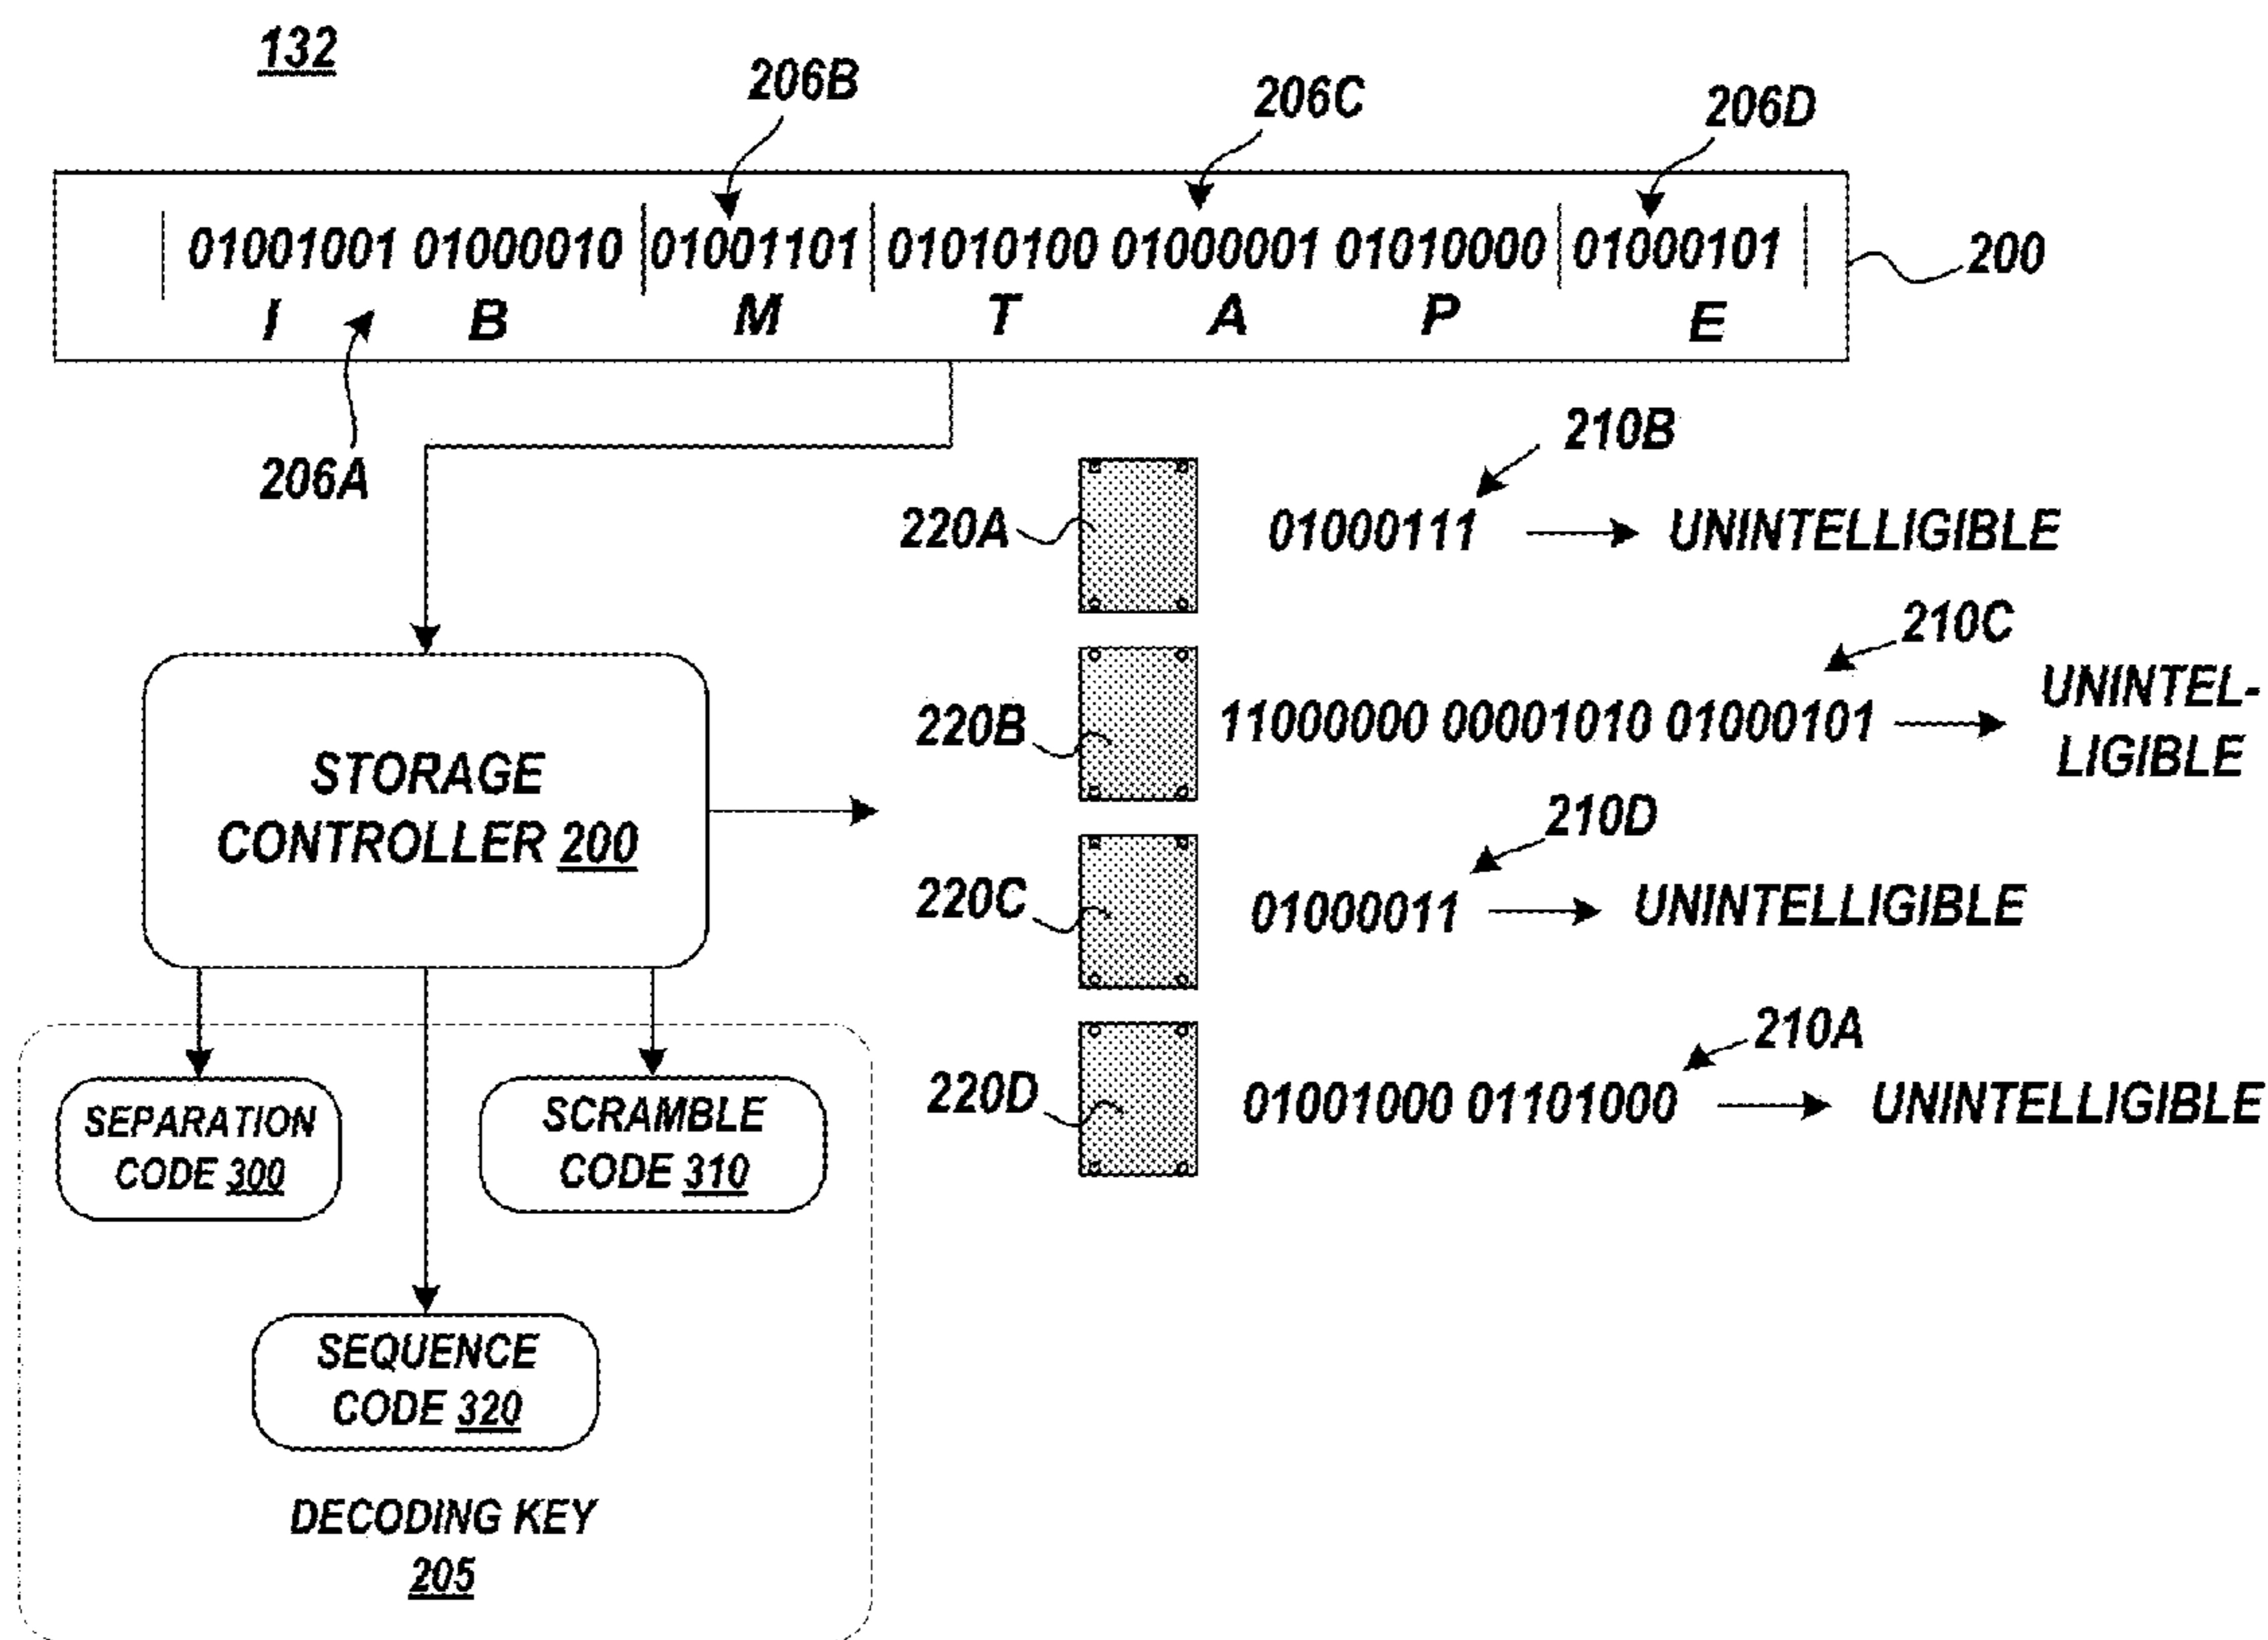 132
206B
206C
206D
01001001 01000010 01001101 01010100 01000001 01010000 01000101
200
I B M T A P E
206A
210B
220A
01000111
UNINTELLIGIBLE
210C
220B
11000000 00001010 01000101
UNINTEL-
LIGIBLE
STORAGE
CONTROLLER 200
210D
220C
01000011
UNINTELLIGIBLE
210A
220D
01001000 01101000
UNINTELLIGIBLE
SEPARATION
CODE 300
SCRAMBLE
CODE 310
SEQUENCE
CODE 320
DECODING KEY
205